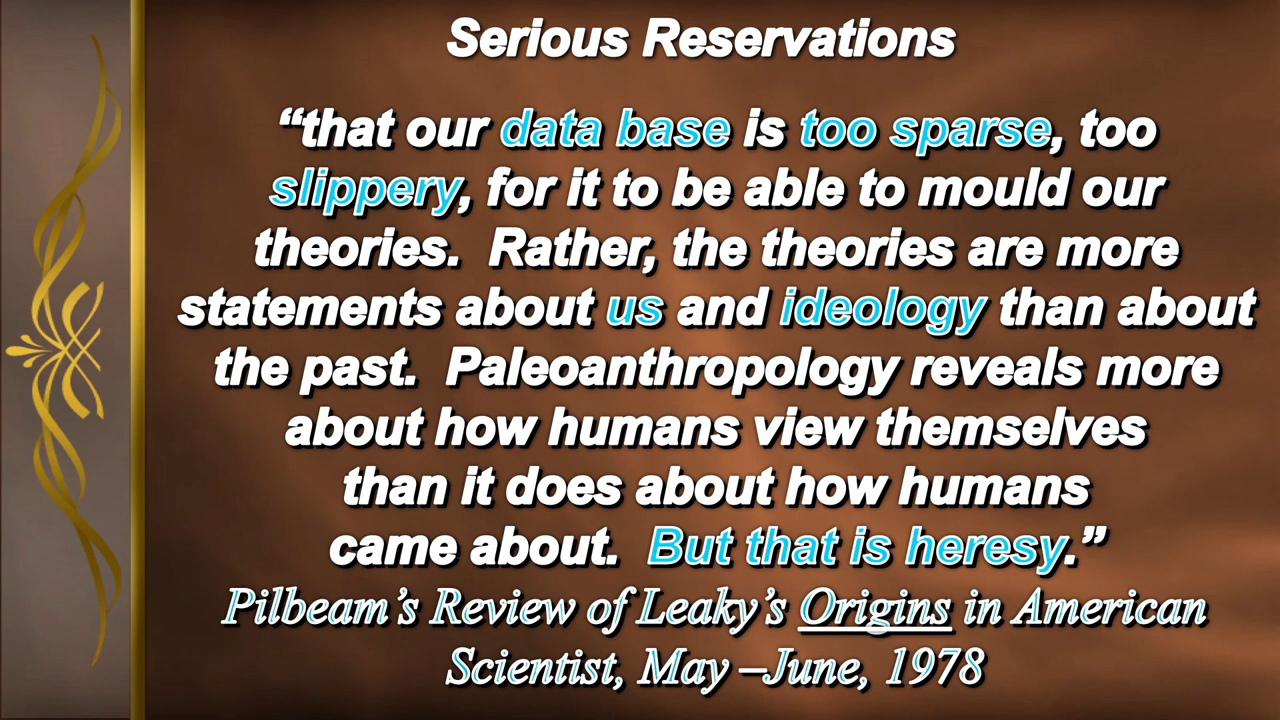 Serious Reservations
“that our data base is too sparse, too
slippery, for it to be able to mould our
theories.  Rather, the theories are more
statements about us and ideology than about
the past.  Paleoanthropology reveals more
about how humans view themselves
than it does about how humans
came about.  But that is heresy.”
Pilbeam’s Review of Leaky’s Origins in American
Scientist, May –June, 1978